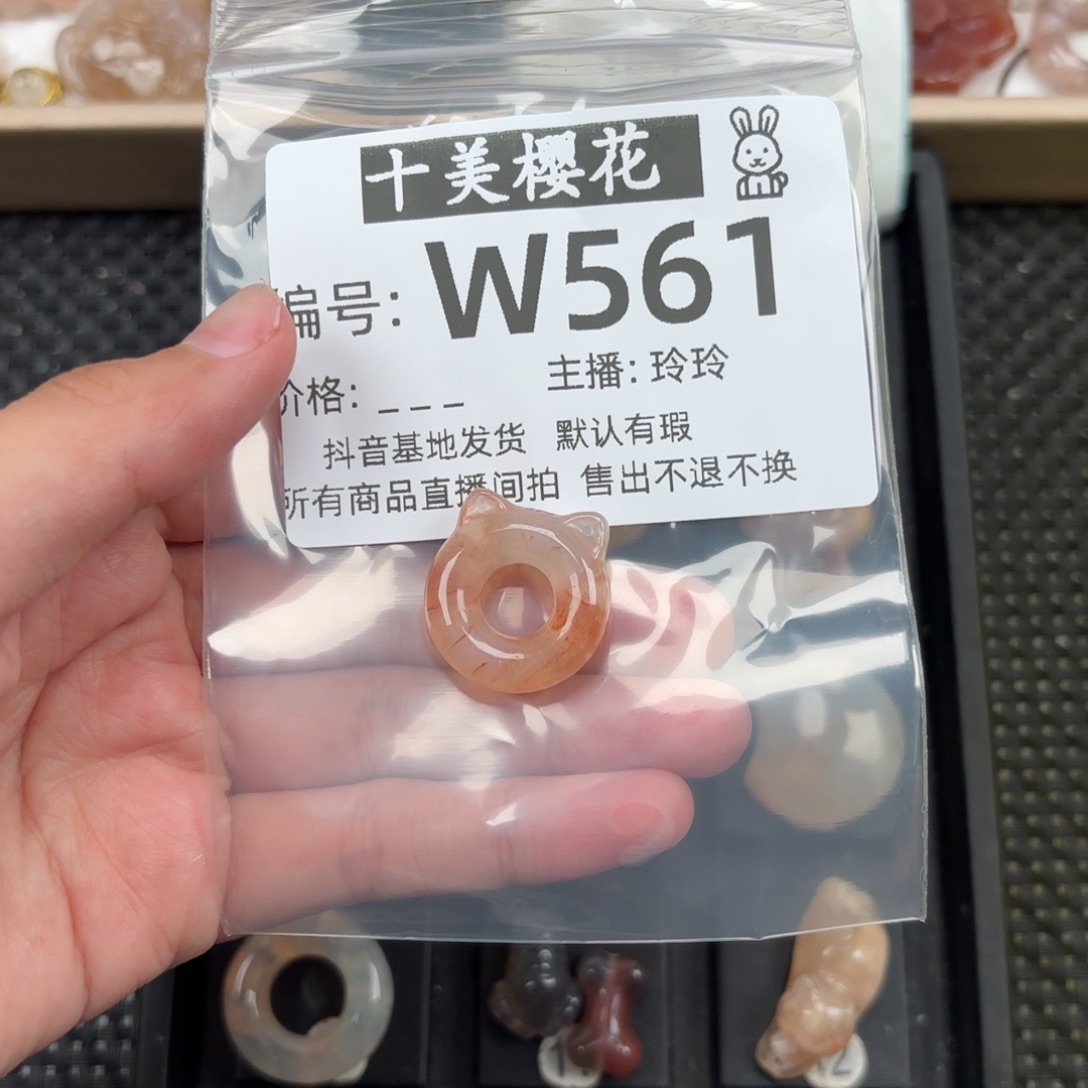 十美樱花
编号: W561
价格: _ _ _ 主播: 玲玲
抖音基地发货 默认有瑕
所有商品直播间拍 售出不退不换